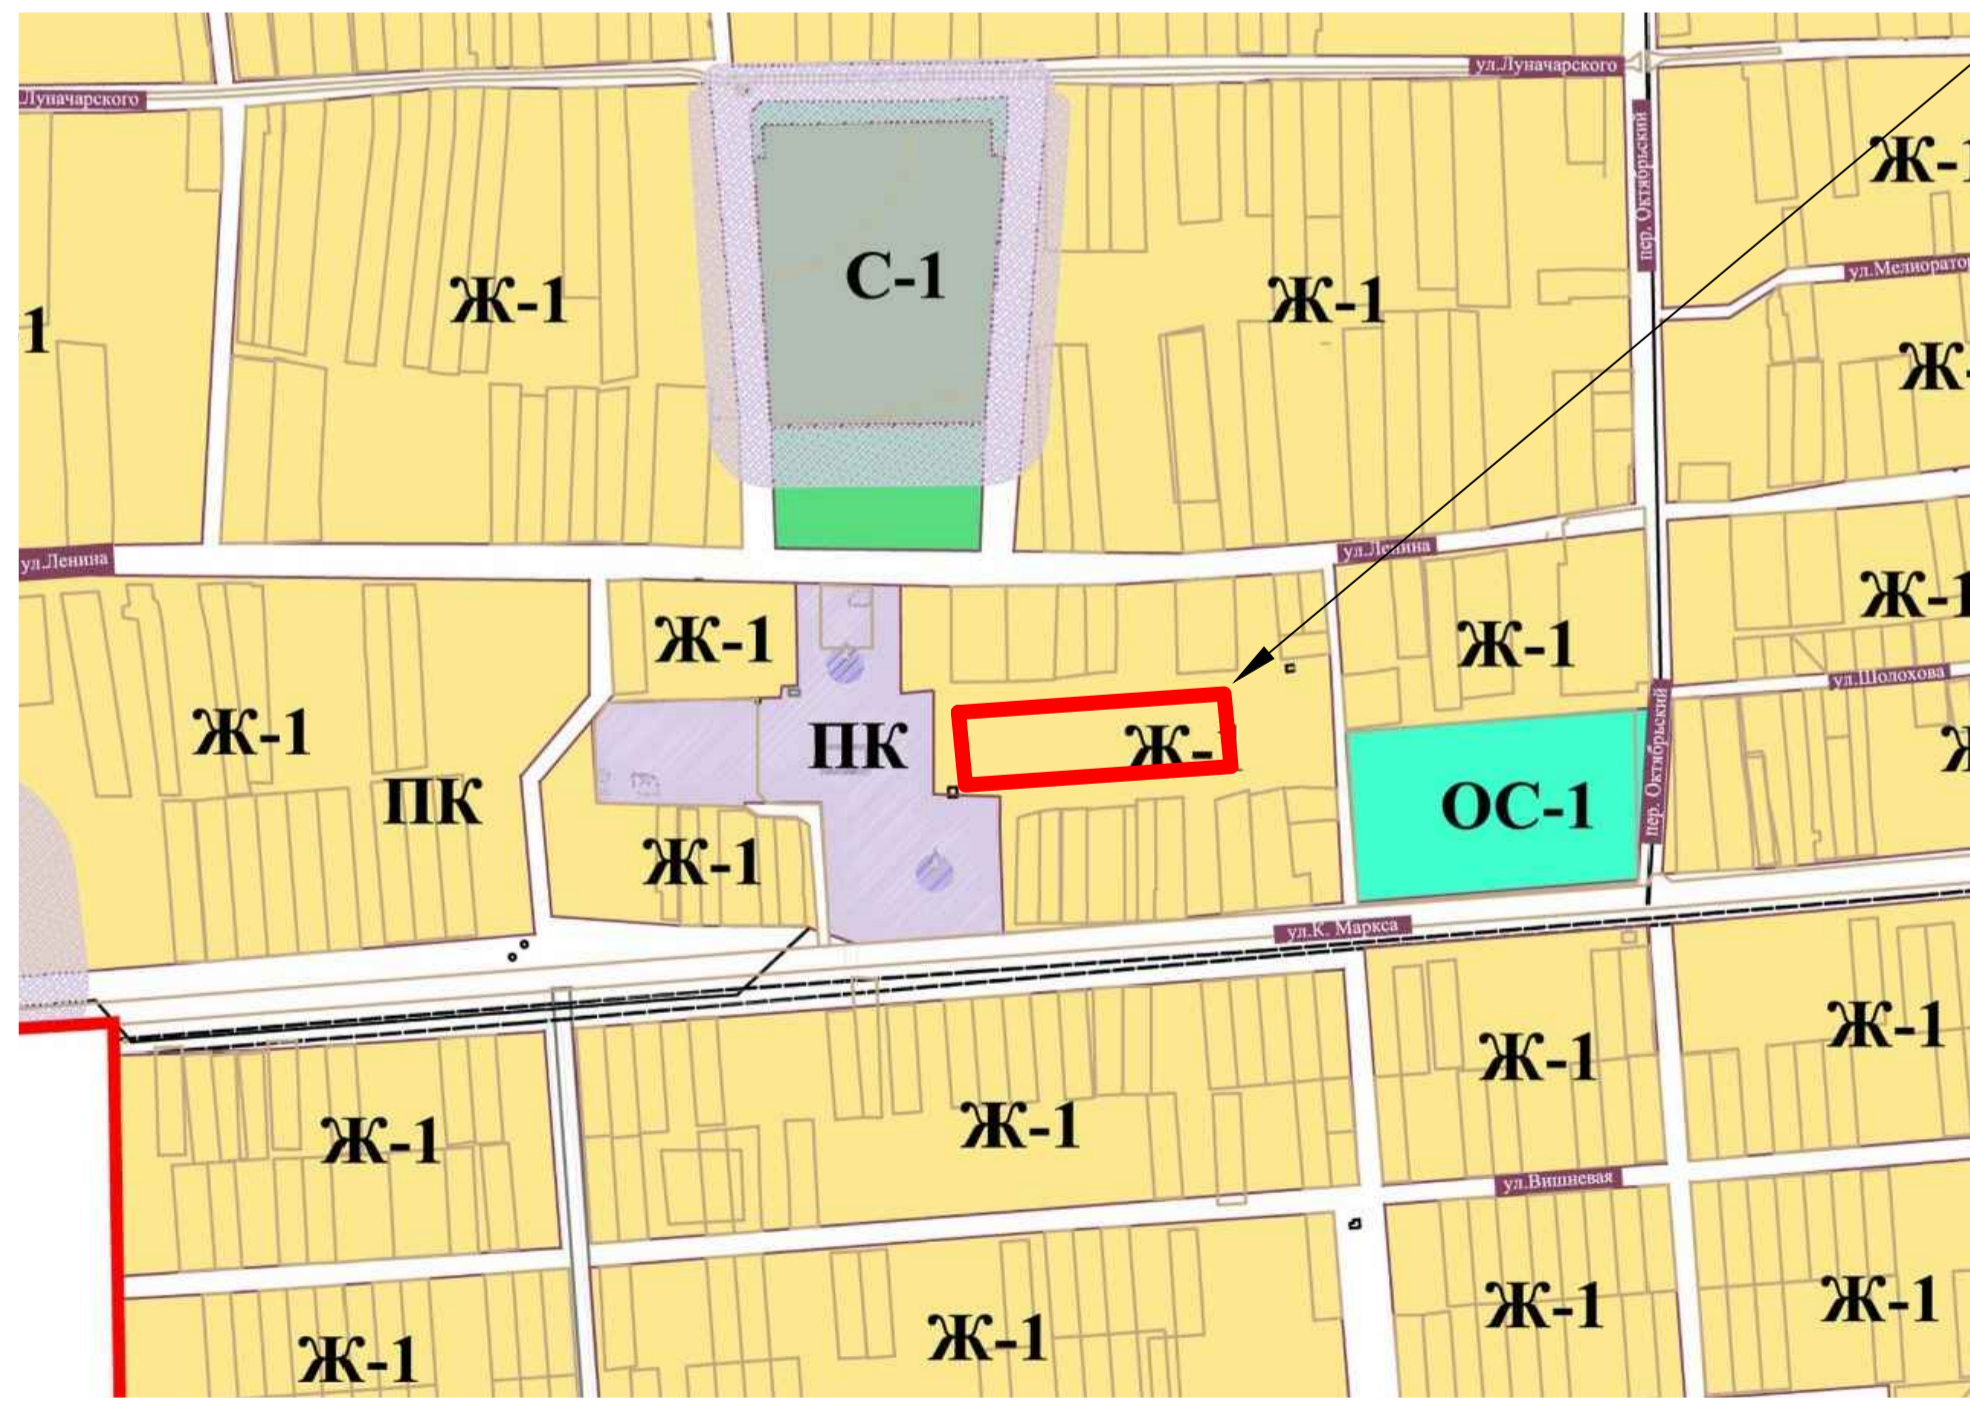 ул.Луначарского
Луначарского
пер. Октябрьский
Ж-1
С-1
ул.Мелиорато
Ж-1
Ж-1
1
Ж-
ул.Ленина
ул.Ленина
Ж-1
Ж-1
Ж-1
ул.Шолохова
Ж-1
ПК
Ж-
Ж
пер. Октябрьский
ПК
ОС-1
Ж-1
ул.К. Маркса
Ж-1
Ж-1
Ж-1
Ж-1
ул.Вишневая
Ж-1
Ж-1
Ж-1
Ж-1